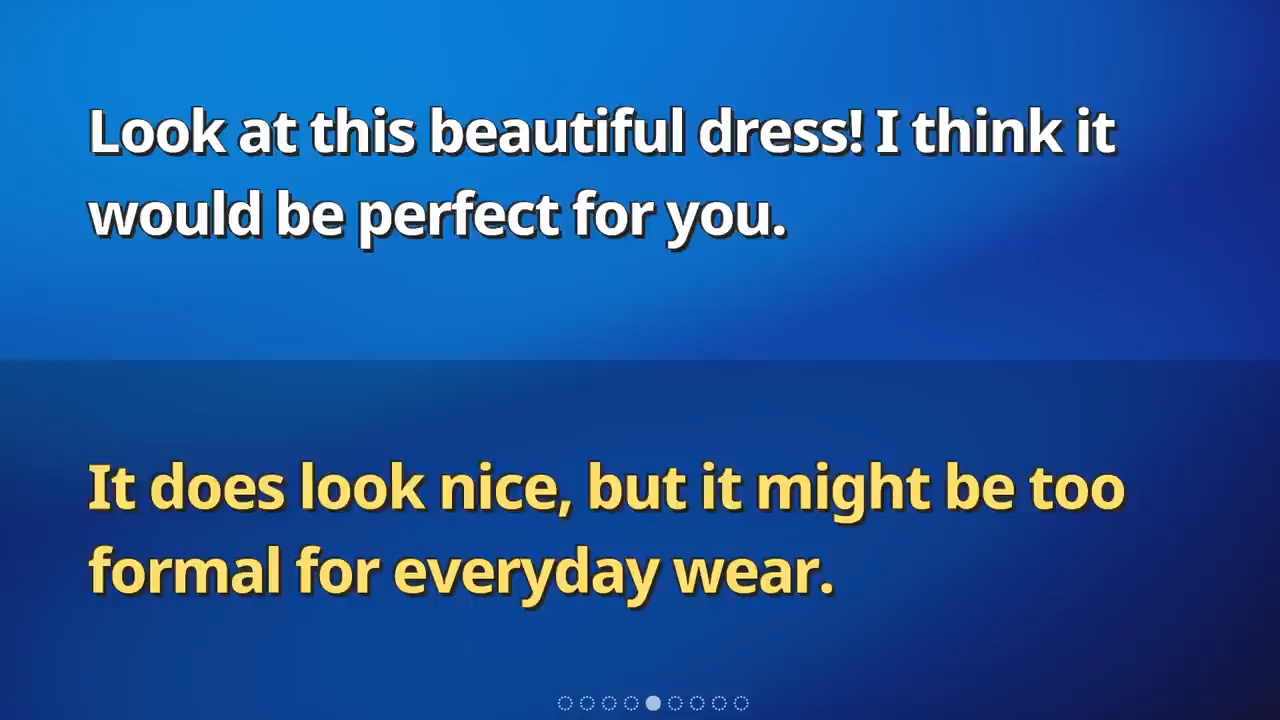 Look at this beautiful dress! I think it
would be perfect for you.
It does look nice, but it might be too
formal for everyday wear.